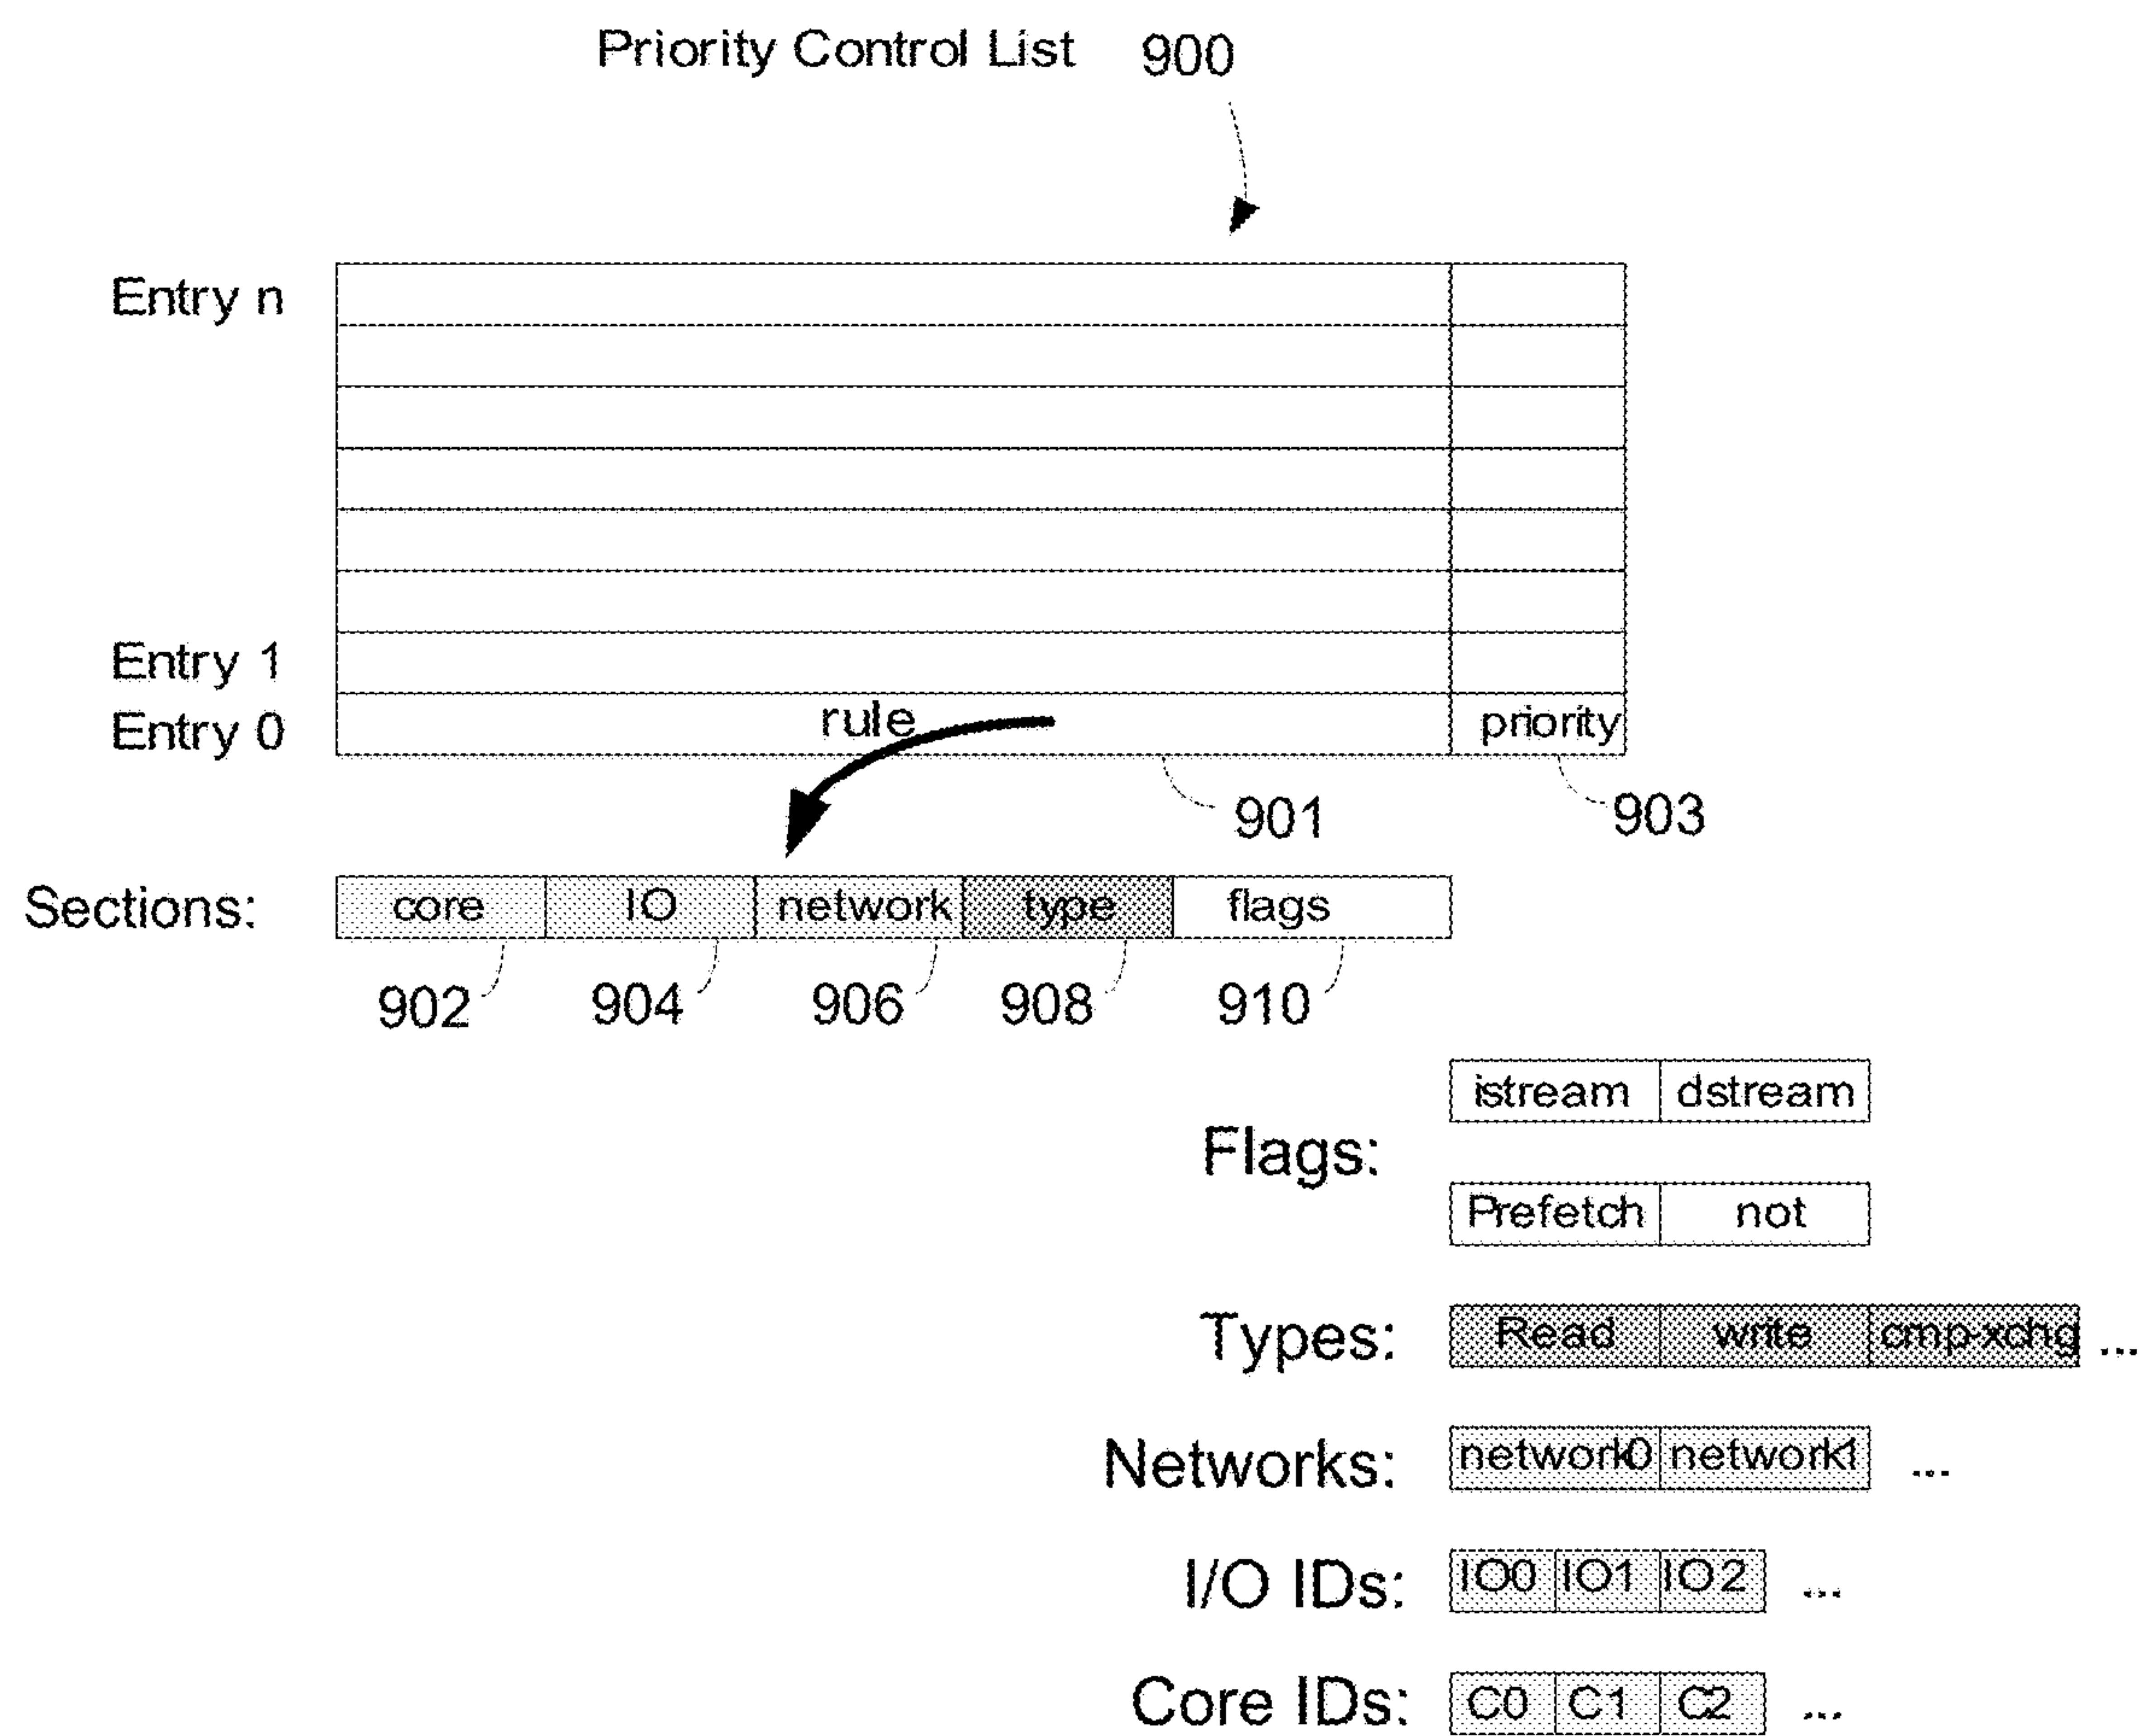 Priority Control List 900
Entry n
Entry 1
Entry 0 rule priority
901 903
Sections: core IO network type flags
902 904 906 908 910
istream dstream
Flags:
Prefetch not
Types: Read write cmp-xchg ...
Networks: network0 network1 ...
I/O IDs: IO0 IO1 IO2 ...
Core IDs: C0 C1 C2 ...